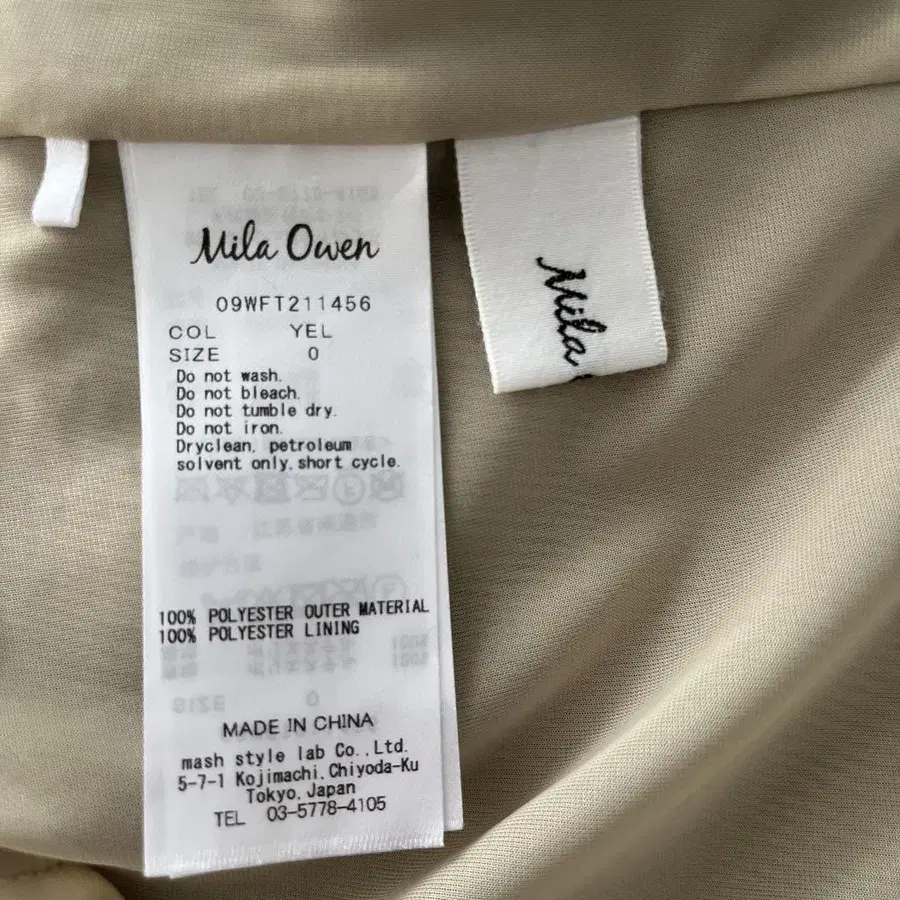 Mila Owen
09WFT211456
COL YEL
SIZE 0
Do not wash.
Do not bleach.
Do not tumble dry.
Do not iron.
Dryclean, petroleum
solvent only, short cycle.
100% POLYESTER OUTER MATERIAL
100% POLYESTER LINING
MADE IN CHINA
mash style lab Co., Ltd.
5-7-1 Kojimachi, Chiyoda-Ku
Tokyo, Japan
TEL 03-5778-4105
Mila